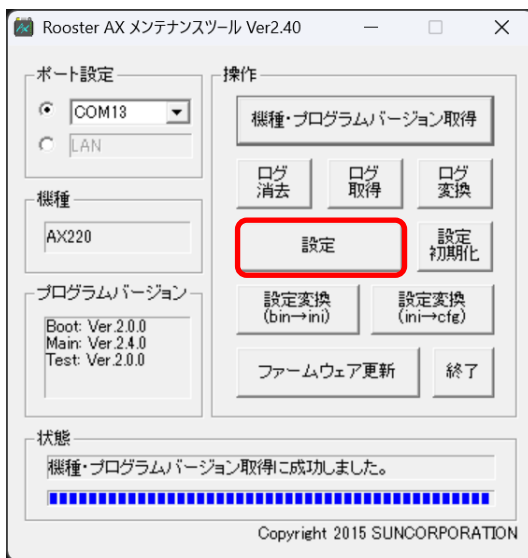 Rooster AX メンテナンスツール Ver2.40
ポート設定
COM13
LAN
機種
AX220
プログラムバージョン
Boot: Ver.2.0.0
Main: Ver.2.4.0
Test: Ver.2.0.0
操作
機種・プログラムバージョン取得
ログ
消去
ログ
取得
ログ
変換
設定
設定
初期化
設定変換
(bin→ini)
設定変換
(ini→cfg)
ファームウェア更新
終了
状態
機種・プログラムバージョン取得に成功しました。
Copyright 2015 SUNCORPORATION